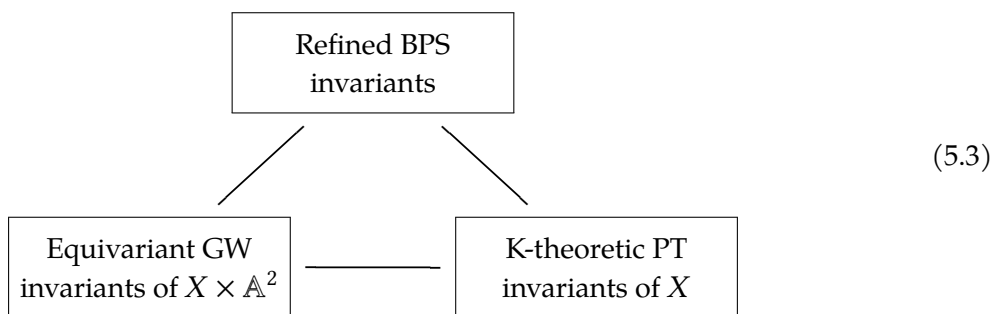 Refined BPS
invariants
(5.3)
Equivariant GW
invariants of X × 𝔸²
K-theoretic PT
invariants of X